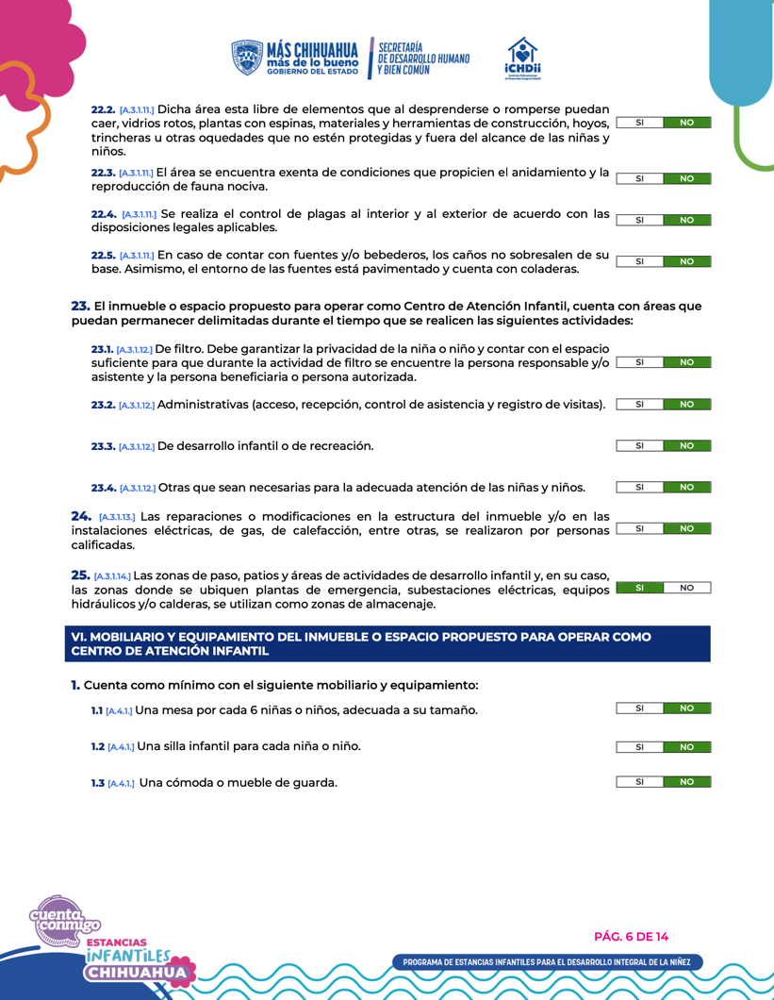 MÁS CHIHUAHUA
más de lo bueno
GOBIERNO DEL ESTADO
SECRETARÍA
DE DESARROLLO HUMANO
Y BIEN COMÚN
iCHDii
22.2. [A.3.1.11.] Dicha área esta libre de elementos que al desprenderse o romperse puedan
caer, vidrios rotos, plantas con espinas, materiales y herramientas de construcción, hoyos,
trincheras u otras oquedades que no estén protegidas y fuera del alcance de las niñas y
niños.
SI NO
22.3. [A.3.1.11.] El área se encuentra exenta de condiciones que propicien el anidamiento y la
reproducción de fauna nociva.
SI NO
22.4. [A.3.1.11.] Se realiza el control de plagas al interior y al exterior de acuerdo con las
disposiciones legales aplicables.
SI NO
22.5. [A.3.1.11.] En caso de contar con fuentes y/o bebederos, los caños no sobresalen de su
base. Asimismo, el entorno de las fuentes está pavimentado y cuenta con coladeras.
SI NO
23. El inmueble o espacio propuesto para operar como Centro de Atención Infantil, cuenta con áreas que
puedan permanecer delimitadas durante el tiempo que se realicen las siguientes actividades:
23.1. [A.3.1.12.] De filtro. Debe garantizar la privacidad de la niña o niño y contar con el espacio
suficiente para que durante la actividad de filtro se encuentre la persona responsable y/o
asistente y la persona beneficiaria o persona autorizada.
SI NO
23.2. [A.3.1.12.] Administrativas (acceso, recepción, control de asistencia y registro de visitas).
SI NO
23.3. [A.3.1.12.] De desarrollo infantil o de recreación.
SI NO
23.4. [A.3.1.12.] Otras que sean necesarias para la adecuada atención de las niñas y niños.
SI NO
24. [A.3.1.13.] Las reparaciones o modificaciones en la estructura del inmueble y/o en las
instalaciones eléctricas, de gas, de calefacción, entre otras, se realizaron por personas
calificadas.
SI NO
25. [A.3.1.14.] Las zonas de paso, patios y áreas de actividades de desarrollo infantil y, en su caso,
las zonas donde se ubiquen plantas de emergencia, subestaciones eléctricas, equipos
hidráulicos y/o calderas, se utilizan como zonas de almacenaje.
SI NO
VI. MOBILIARIO Y EQUIPAMIENTO DEL INMUEBLE O ESPACIO PROPUESTO PARA OPERAR COMO
CENTRO DE ATENCIÓN INFANTIL
1. Cuenta como mínimo con el siguiente mobiliario y equipamiento:
1.1 [A.4.1.] Una mesa por cada 6 niñas o niños, adecuada a su tamaño.
SI NO
1.2 [A.4.1.] Una silla infantil para cada niña o niño.
SI NO
1.3 [A.4.1.] Una cómoda o mueble de guarda.
SI NO
cuenta
conmigo
ESTANCIAS
iNFANTiLES
CHIHUAHUA
PÁG. 6 DE 14
PROGRAMA DE ESTANCIAS INFANTILES PARA EL DESARROLLO INTEGRAL DE LA NIÑEZ